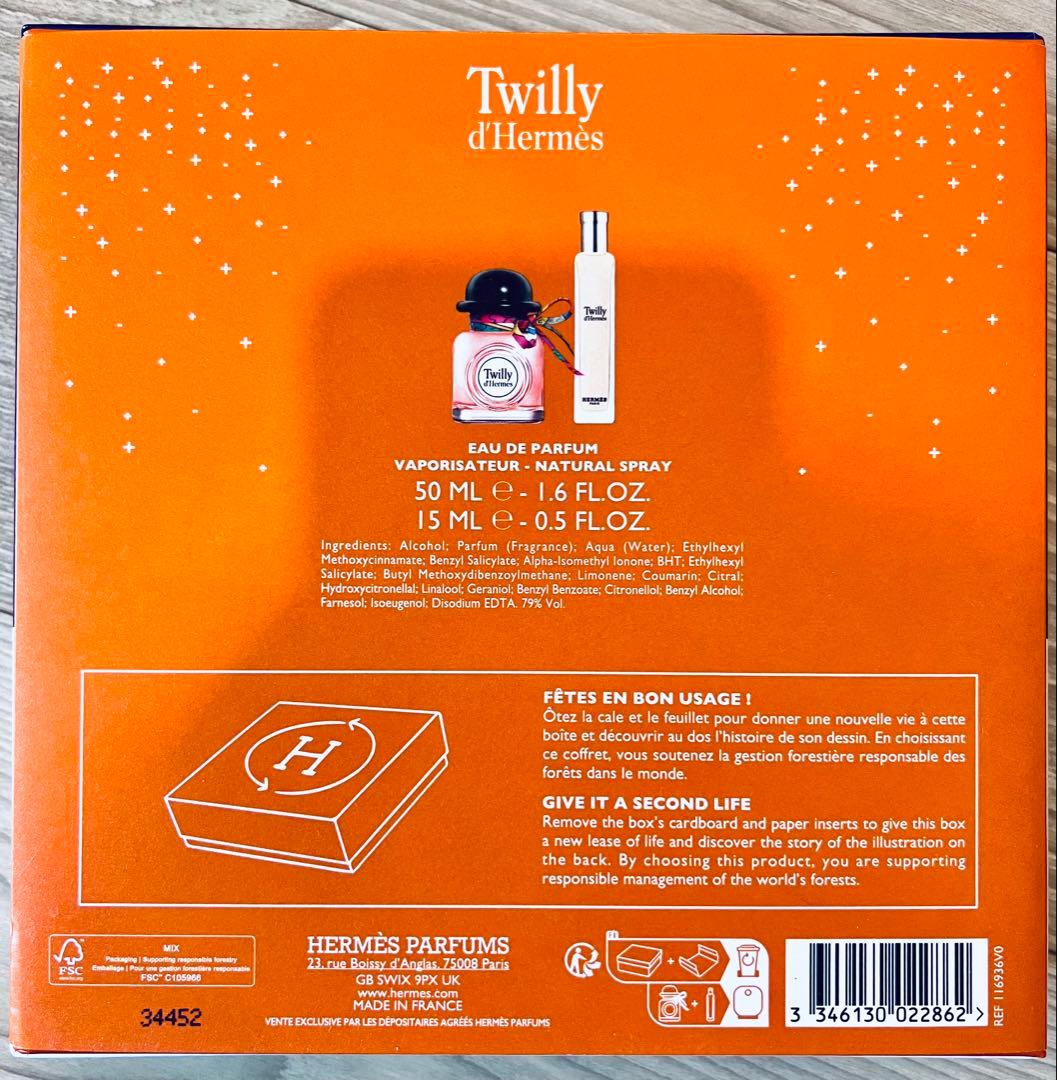 Twilly
d'Hermès
Twilly
d'Hermès
Twilly
d'Hermès
HERMÈS
PARIS
EAU DE PARFUM
VAPORISATEUR - NATURAL SPRAY
50 ML ℮ - 1.6 FL.OZ.
15 ML ℮ - 0.5 FL.OZ.
Ingredients: Alcohol; Parfum (Fragrance); Aqua (Water); Ethylhexyl
Methoxycinnamate; Benzyl Salicylate; Alpha-Isomethyl Ionone; BHT; Ethylhexyl
Salicylate; Butyl Methoxydibenzoylmethane; Limonene; Coumarin; Citral;
Hydroxycitronellal; Linalool; Geraniol; Benzyl Benzoate; Citronellol; Benzyl Alcohol;
Farnesol; Isoeugenol; Disodium EDTA. 79% Vol.
H
FÊTES EN BON USAGE !
Ôtez la cale et le feuillet pour donner une nouvelle vie à cette
boîte et découvrir au dos l'histoire de son dessin. En choisissant
ce coffret, vous soutenez la gestion forestière responsable des
forêts dans le monde.
GIVE IT A SECOND LIFE
Remove the box's cardboard and paper inserts to give this box
a new lease of life and discover the story of the illustration on
the back. By choosing this product, you are supporting
responsible management of the world's forests.
FSC
www.fsc.org
MIX
Packaging | Supporting responsible forestry
Emballage | Pour une gestion forestière responsable
FSC® C105966
34452
HERMÈS PARFUMS
23, rue Boissy d'Anglas, 75008 Paris
GB SWIX 9PX UK
www.hermes.com
MADE IN FRANCE
VENTE EXCLUSIVE PAR LES DÉPOSITAIRES AGRÉÉS HERMÈS PARFUMS
FR
3 346130 022862 >
REF 116936V0